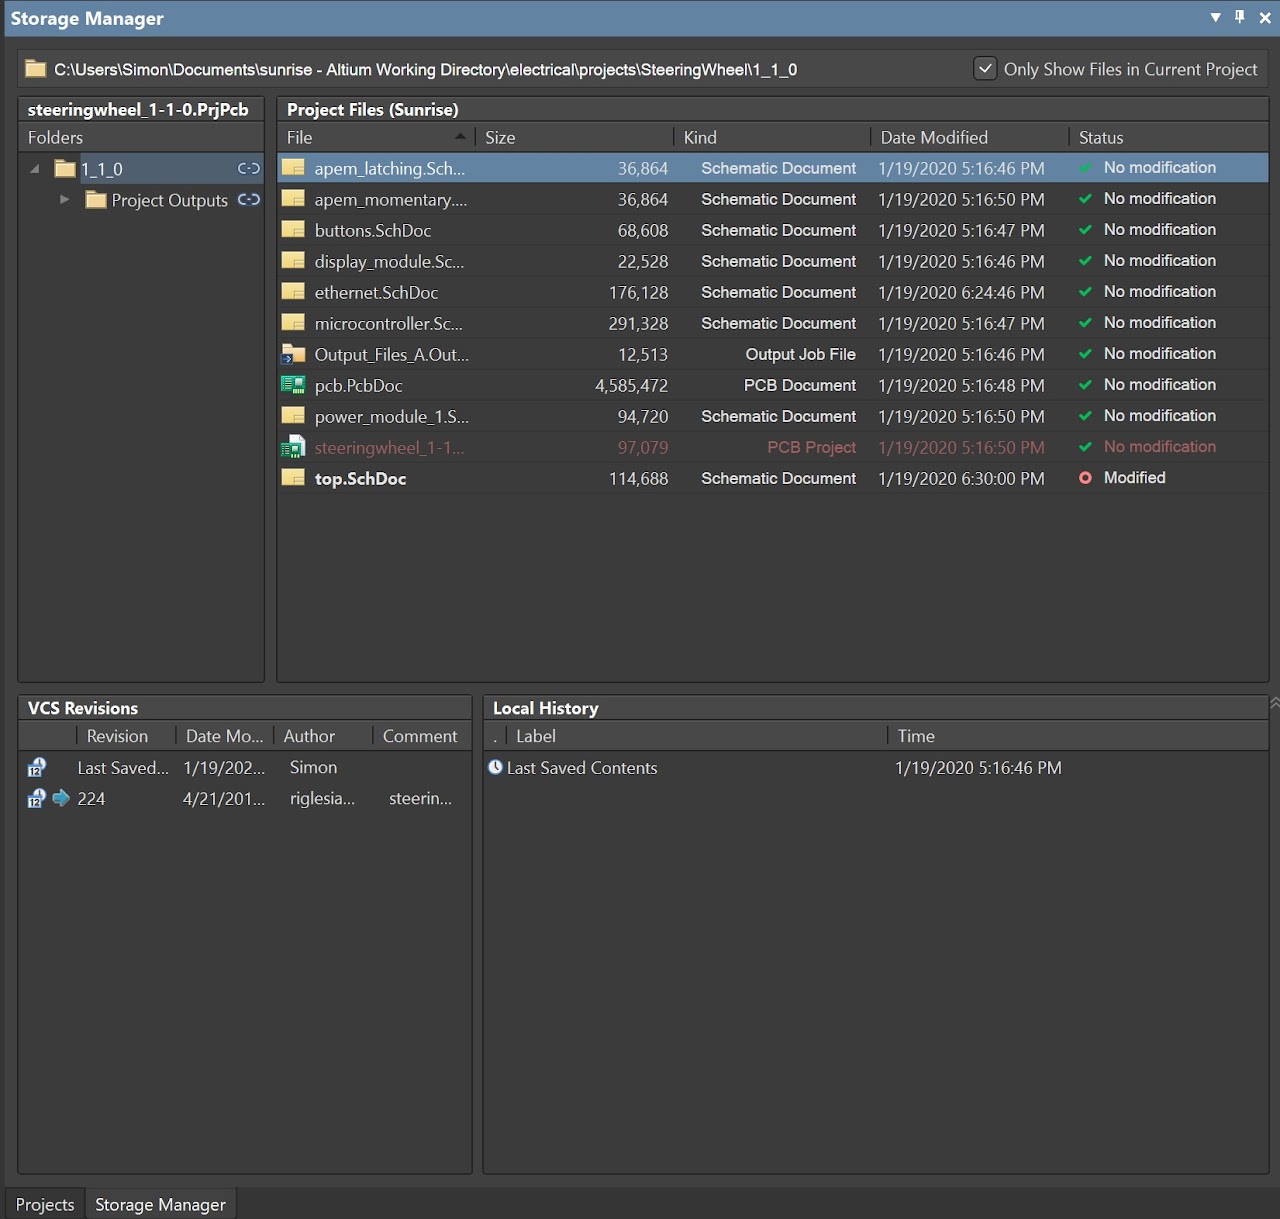 Storage Manager
C:\Users\Simon\Documents\sunrise - Altium Working Directory\electrical\projects\SteeringWheel\1_1_0 Only Show Files in Current Project
steeringwheel_1-1-0.PrjPcb
Folders
1_1_0
Project Outputs
Project Files (Sunrise)
File Size Kind Date Modified Status
apem_latching.Sch... 36,864 Schematic Document 1/19/2020 5:16:46 PM No modification
apem_momentary.... 36,864 Schematic Document 1/19/2020 5:16:50 PM No modification
buttons.SchDoc 68,608 Schematic Document 1/19/2020 5:16:47 PM No modification
display_module.Sc... 22,528 Schematic Document 1/19/2020 5:16:46 PM No modification
ethernet.SchDoc 176,128 Schematic Document 1/19/2020 6:24:46 PM No modification
microcontroller.Sc... 291,328 Schematic Document 1/19/2020 5:16:47 PM No modification
Output_Files_A.Out... 12,513 Output Job File 1/19/2020 5:16:46 PM No modification
pcb.PcbDoc 4,585,472 PCB Document 1/19/2020 5:16:48 PM No modification
power_module_1.S... 94,720 Schematic Document 1/19/2020 5:16:50 PM No modification
steeringwheel_1-1... 97,079 PCB Project 1/19/2020 5:16:50 PM No modification
top.SchDoc 114,688 Schematic Document 1/19/2020 6:30:00 PM Modified
VCS Revisions
Revision Date Mo... Author Comment
12 Last Saved... 1/19/202... Simon
12 224 4/21/201... riglesia... steerin...
Local History
. Label Time
Last Saved Contents 1/19/2020 5:16:46 PM
Projects Storage Manager